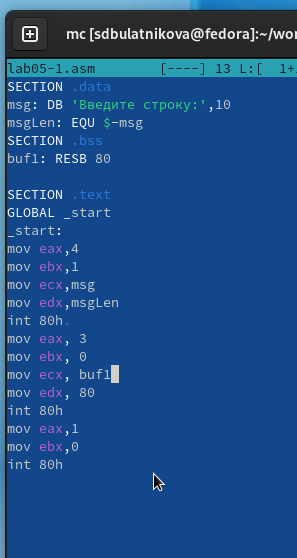 mc [sdbulatnikova@fedora]:~/wor
lab05-1.asm [----] 13 L:[ 1+
SECTION .data
msg: DB 'Введите строку:',10
msgLen: EQU $-msg
SECTION .bss
buf1: RESB 80
SECTION .text
GLOBAL _start
_start:
mov eax,4
mov ebx,1
mov ecx,msg
mov edx,msgLen
int 80h
mov eax, 3
mov ebx, 0
mov ecx, buf1
mov edx, 80
int 80h
mov eax,1
mov ebx,0
int 80h